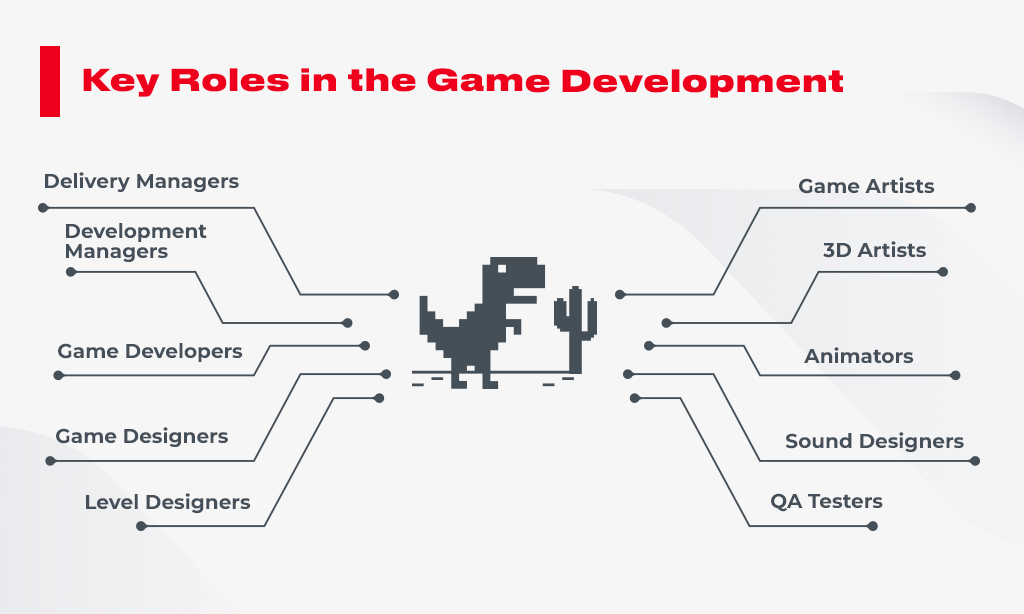 Key Roles in the Game Development
Delivery Managers
Development
Managers
Game Developers
Game Designers
Level Designers
Game Artists
3D Artists
Animators
Sound Designers
QA Testers